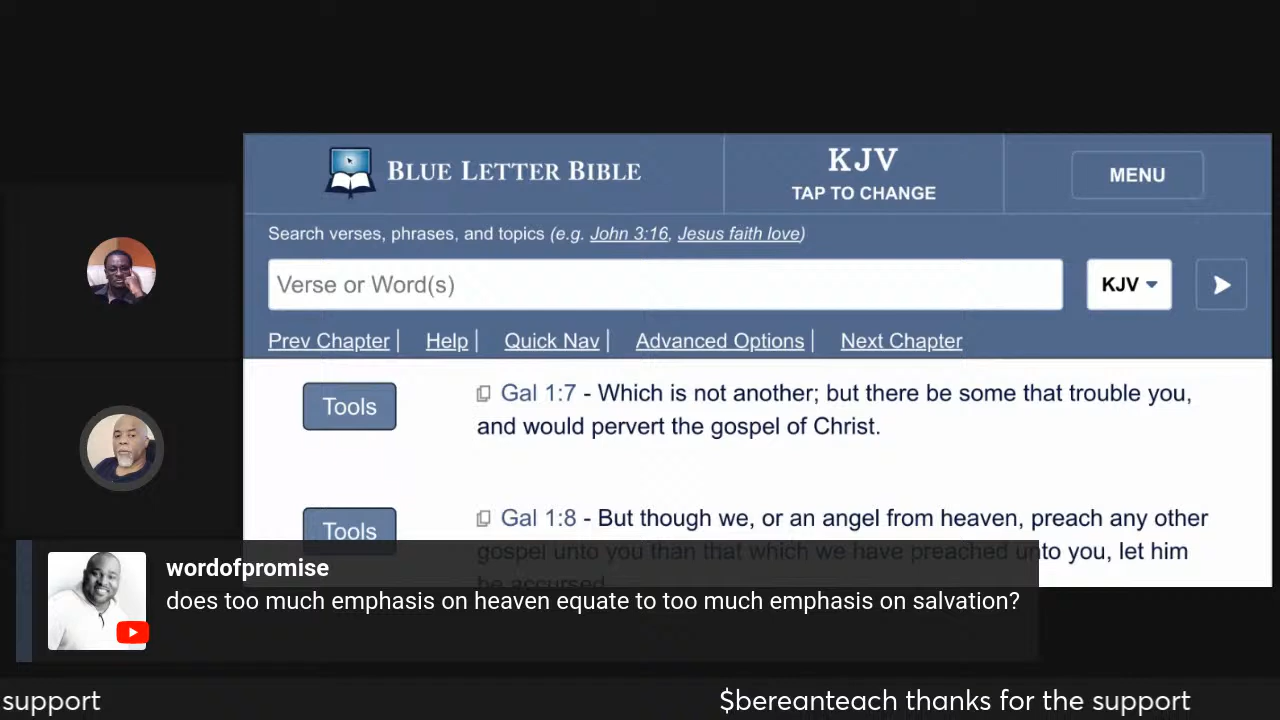 BLUE LETTER BIBLE
KJV
TAP TO CHANGE
MENU
Search verses, phrases, and topics (e.g. John 3:16, Jesus faith love)
Verse or Word(s)
KJV
Prev Chapter | Help | Quick Nav | Advanced Options | Next Chapter
Tools
Gal 1:7 - Which is not another; but there be some that trouble you,
and would pervert the gospel of Christ.
Tools
Gal 1:8 - But though we, or an angel from heaven, preach any other
gospel unto you than that which we have preached unto you, let him
be accursed
wordofpromise
does too much emphasis on heaven equate to too much emphasis on salvation?
support
$bereanteach thanks for the support